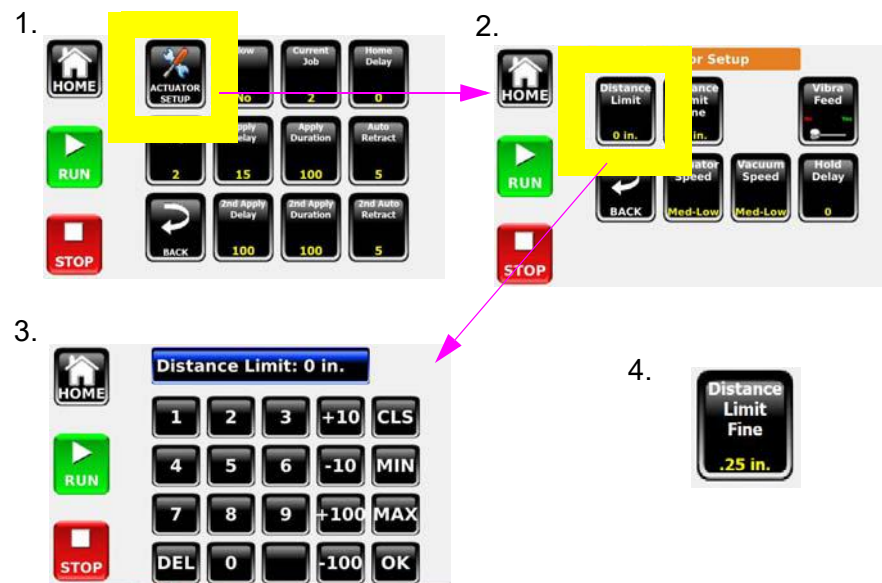 1.
HOME
ACTUATOR
SETUP
No
Current
Job
2
Home
Delay
0
RUN
2
15
Apply
Duration
100
Auto
Retract
5
STOP
BACK
2nd Apply
Delay
100
2nd Apply
Duration
100
2nd Auto
Retract
5
2.
HOME
Setup
Distance
Limit
0 in.
in.
Vibra
Feed
Yes
RUN
BACK
Speed
Med-Low
Vacuum
Speed
Med-Low
Hold
Delay
0
STOP
3.
HOME
Distance Limit: 0 in.
1 2 3 +10 CLS
RUN
4 5 6 -10 MIN
7 8 9 +100 MAX
STOP
DEL 0 -100 OK
4.
Distance
Limit
Fine
.25 in.